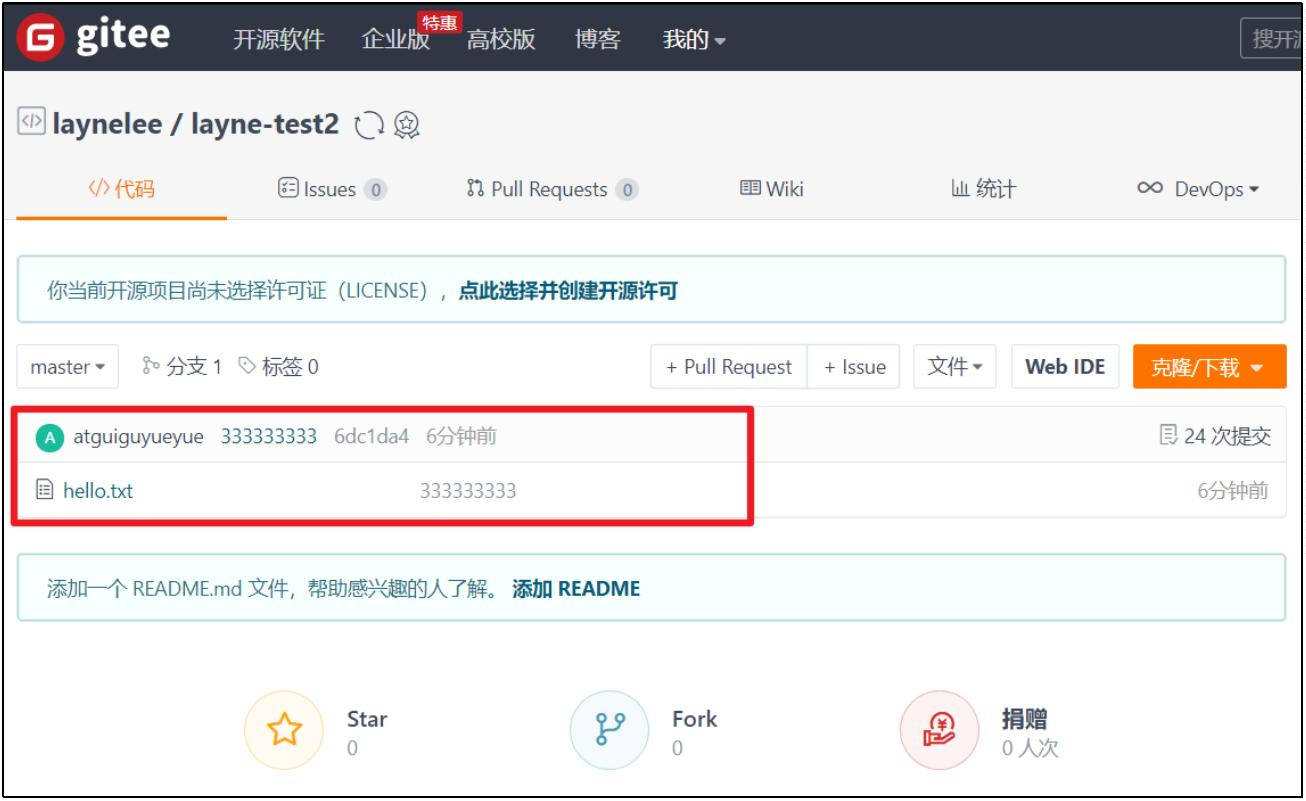 gitee 开源软件 企业版 特惠 高校版 博客 我的 搜开
laynelee / layne-test2
代码 Issues 0 Pull Requests 0 Wiki 统计 DevOps
你当前开源项目尚未选择许可证（LICENSE），点此选择并创建开源许可
master 分支 1 标签 0 + Pull Request + Issue 文件 Web IDE 克隆/下载
A atguiguyueyue 333333333 6dc1da4 6分钟前 24 次提交
hello.txt 333333333 6分钟前
添加一个 README.md 文件，帮助感兴趣的人了解。 添加 README
Star Fork 捐赠
0 0 0 人次